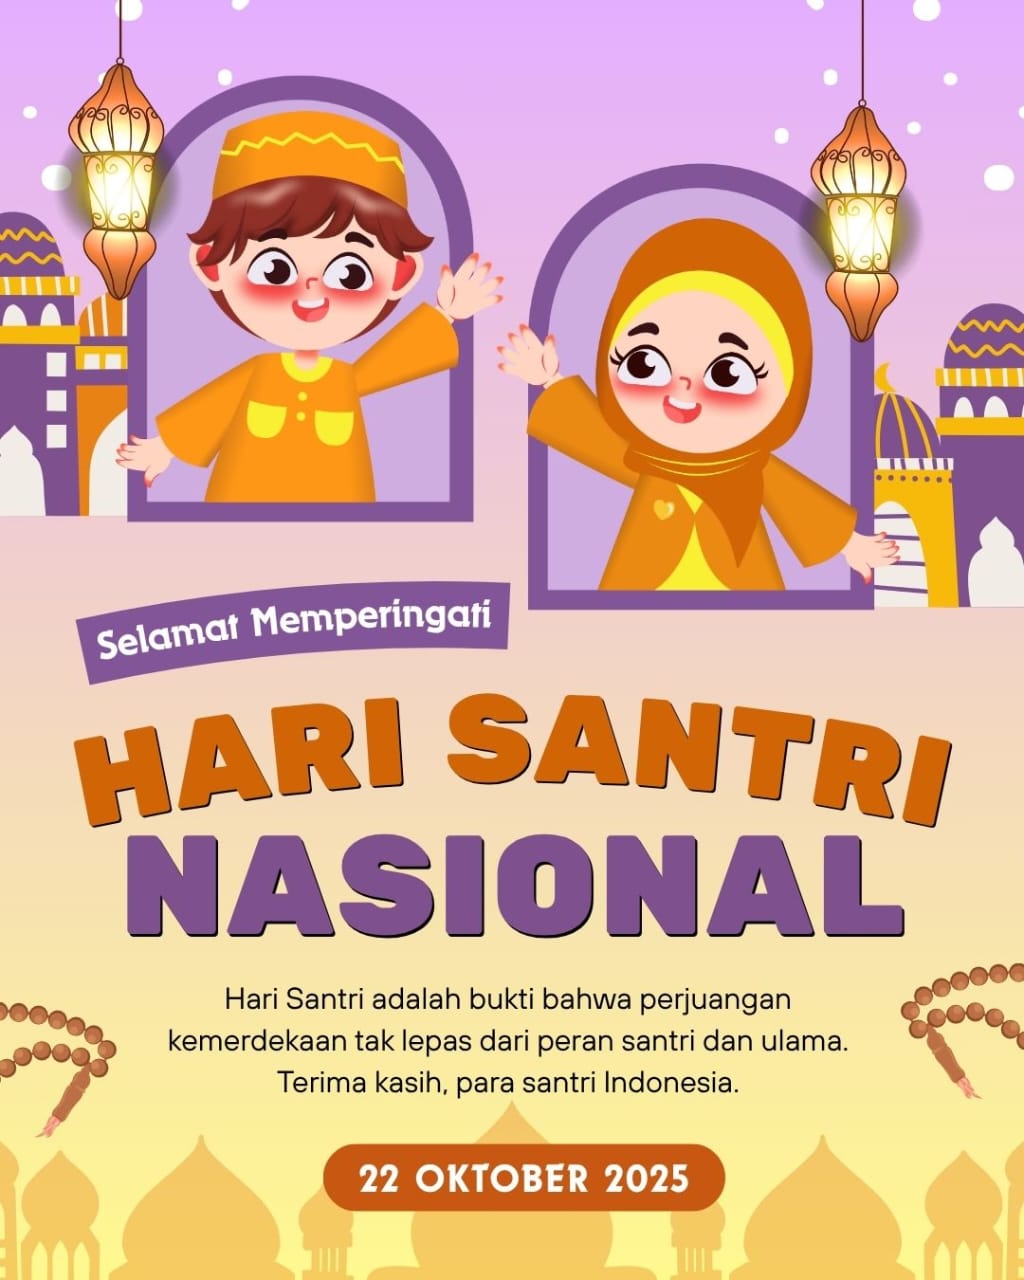 Selamat Memperingati
HARI SANTRI
NASIONAL
Hari Santri adalah bukti bahwa perjuangan
kemerdekaan tak lepas dari peran santri dan ulama.
Terima kasih, para santri Indonesia.
22 OKTOBER 2025